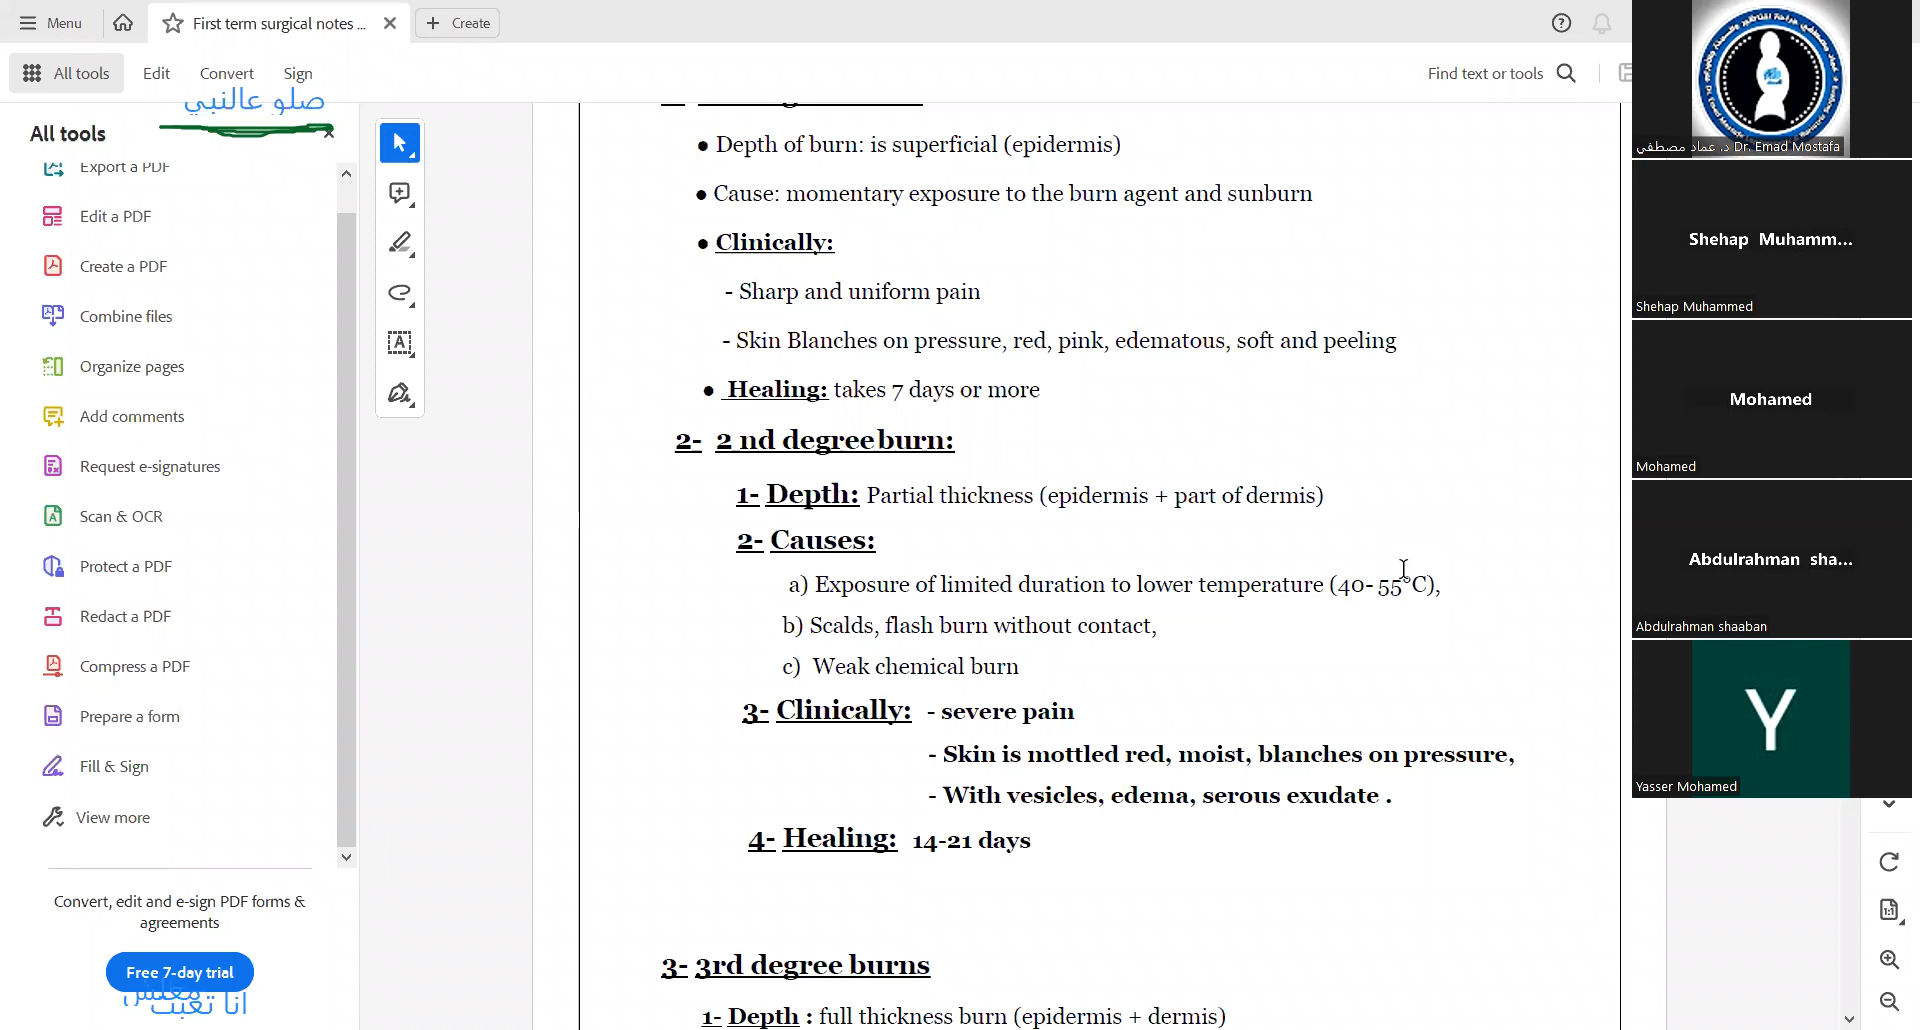 Menu
First term surgical notes ...
Create
All tools
Edit
Convert
Sign
Find text or tools
صلو عالنبي
All tools
Export a PDF
Edit a PDF
Create a PDF
Combine files
Organize pages
Add comments
Request e-signatures
Scan & OCR
Protect a PDF
Redact a PDF
Compress a PDF
Prepare a form
Fill & Sign
View more
Convert, edit and e-sign PDF forms &
agreements
Free 7-day trial
معلش
انا تعبت
● Depth of burn: is superficial (epidermis)
● Cause: momentary exposure to the burn agent and sunburn
● Clinically:
- Sharp and uniform pain
- Skin Blanches on pressure, red, pink, edematous, soft and peeling
● Healing: takes 7 days or more
2- 2 nd degree burn:
1- Depth: Partial thickness (epidermis + part of dermis)
2- Causes:
a) Exposure of limited duration to lower temperature (40- 55°C),
b) Scalds, flash burn without contact,
c) Weak chemical burn
3- Clinically: - severe pain
- Skin is mottled red, moist, blanches on pressure,
- With vesicles, edema, serous exudate .
4- Healing: 14-21 days
3- 3rd degree burns
1- Depth : full thickness burn (epidermis + dermis)
د. عماد مصطفي Dr. Emad Mostafa
Shehap Muhamm...
Shehap Muhammed
Mohamed
Mohamed
Abdulrahman sha...
Abdulrahman shaaban
Y
Yasser Mohamed